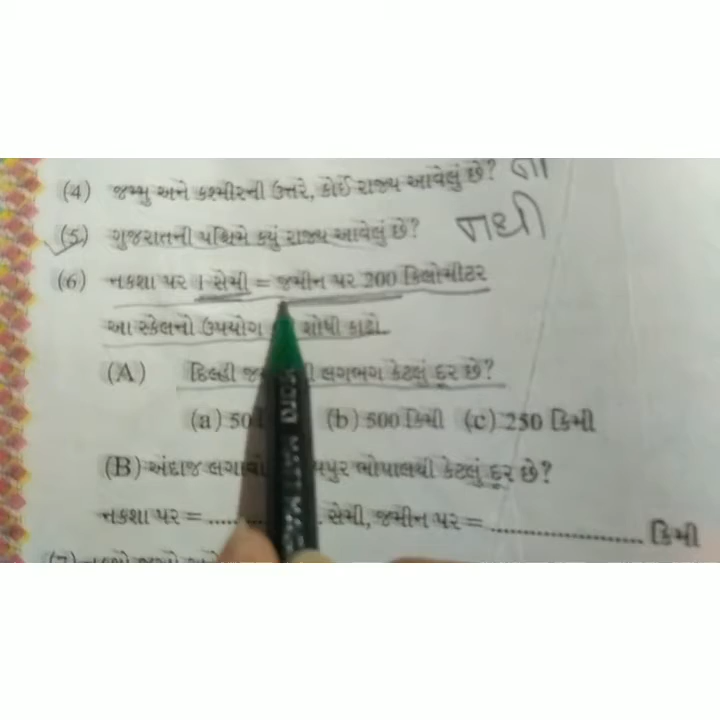 (4) જમ્મુ અને કશ્મીરની ઉત્તરે, કોઈ રાજ્ય આવેલું છે?
(5) ગુજરાતની પશ્ચિમે કયું રાજ્ય આવેલું છે? નથી
(6) નકશા પર 1 સેમી = જમીન પર 200 કિલોમીટર
આ સ્કેલનો ઉપયોગ શોધી કાઢો.
(A) દિલ્હી લગભગ કેટલું દૂર છે?
(a) 50 (b) 500 કિમી (c) 250 કિમી
(B) અંદાજ લગાવો ભોપાલથી કેટલું દૂર છે?
નકશા પર = ........ સેમી, જમીન પર = ........................ કિમી